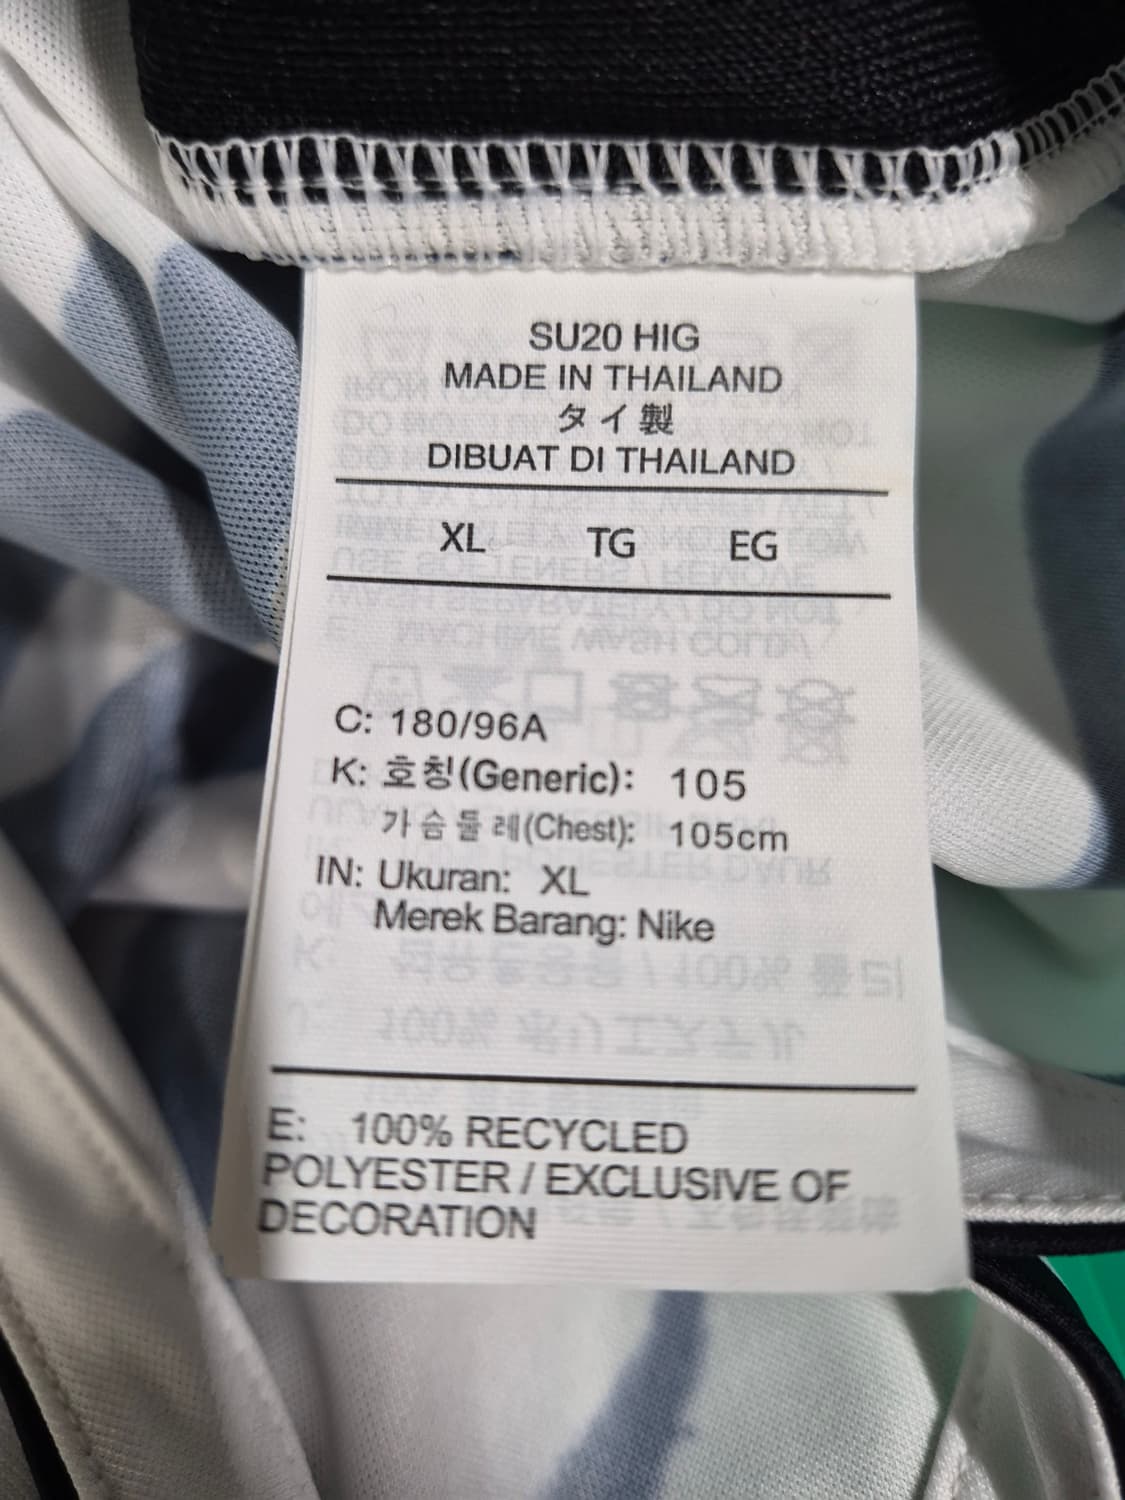 SU20 HIG
MADE IN THAILAND
タイ製
DIBUAT DI THAILAND
XL TG EG
C: 180/96A
K: 호칭(Generic): 105
가슴둘레(Chest): 105cm
IN: Ukuran: XL
Merek Barang: Nike
E: 100% RECYCLED
POLYESTER / EXCLUSIVE OF
DECORATION